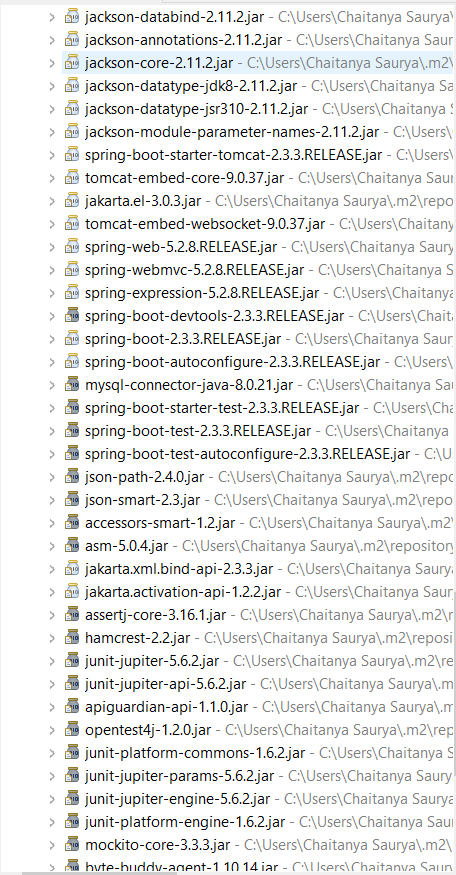 jackson-databind-2.11.2.jar - C:\Users\Chaitanya Saurya\
jackson-annotations-2.11.2.jar - C:\Users\Chaitanya Saur
jackson-core-2.11.2.jar - C:\Users\Chaitanya Saurya\.m2\
jackson-datatype-jdk8-2.11.2.jar - C:\Users\Chaitanya Sa
jackson-datatype-jsr310-2.11.2.jar - C:\Users\Chaitanya
jackson-module-parameter-names-2.11.2.jar - C:\Users\
spring-boot-starter-tomcat-2.3.3.RELEASE.jar - C:\Users\
tomcat-embed-core-9.0.37.jar - C:\Users\Chaitanya Saury
jakarta.el-3.0.3.jar - C:\Users\Chaitanya Saurya\.m2\repo
tomcat-embed-websocket-9.0.37.jar - C:\Users\Chaitanya
spring-web-5.2.8.RELEASE.jar - C:\Users\Chaitanya Saury
spring-webmvc-5.2.8.RELEASE.jar - C:\Users\Chaitanya
spring-expression-5.2.8.RELEASE.jar - C:\Users\Chaitanya
spring-boot-devtools-2.3.3.RELEASE.jar - C:\Users\Chait
spring-boot-2.3.3.RELEASE.jar - C:\Users\Chaitanya Saur
spring-boot-autoconfigure-2.3.3.RELEASE.jar - C:\Users\
mysql-connector-java-8.0.21.jar - C:\Users\Chaitanya Sa
spring-boot-starter-test-2.3.3.RELEASE.jar - C:\Users\Ch
spring-boot-test-2.3.3.RELEASE.jar - C:\Users\Chaitanya
spring-boot-test-autoconfigure-2.3.3.RELEASE.jar - C:\U
json-path-2.4.0.jar - C:\Users\Chaitanya Saurya\.m2\repo
json-smart-2.3.jar - C:\Users\Chaitanya Saurya\.m2\repo
accessors-smart-1.2.jar - C:\Users\Chaitanya Saurya\.m2\
asm-5.0.4.jar - C:\Users\Chaitanya Saurya\.m2\repository
jakarta.xml.bind-api-2.3.3.jar - C:\Users\Chaitanya Saury
jakarta.activation-api-1.2.2.jar - C:\Users\Chaitanya Saur
assertj-core-3.16.1.jar - C:\Users\Chaitanya Saurya\.m2\r
hamcrest-2.2.jar - C:\Users\Chaitanya Saurya\.m2\reposi
junit-jupiter-5.6.2.jar - C:\Users\Chaitanya Saurya\.m2\re
junit-jupiter-api-5.6.2.jar - C:\Users\Chaitanya Saurya\.m
apiguardian-api-1.1.0.jar - C:\Users\Chaitanya Saurya\.m
opentest4j-1.2.0.jar - C:\Users\Chaitanya Saurya\.m2\rep
junit-platform-commons-1.6.2.jar - C:\Users\Chaitanya
junit-jupiter-params-5.6.2.jar - C:\Users\Chaitanya Saury
junit-jupiter-engine-5.6.2.jar - C:\Users\Chaitanya Saury
junit-platform-engine-1.6.2.jar - C:\Users\Chaitanya Saur
mockito-core-3.3.3.jar - C:\Users\Chaitanya Saurya\.m2\
byte-buddy-agent-1.10.14.jar - C:\Users\Chaitanya Saury